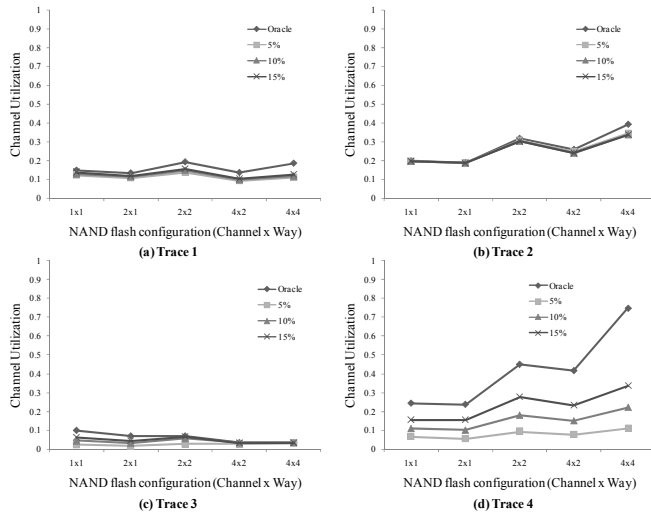 1
0.9
0.8
0.7
0.6
0.5
0.4
0.3
0.2
0.1
0
Channel Utilization
Oracle
5%
10%
15%
1x1 2x1 2x2 4x2 4x4
NAND flash configuration (Channel x Way)
(a) Trace 1
1
0.9
0.8
0.7
0.6
0.5
0.4
0.3
0.2
0.1
0
Channel Utilization
Oracle
5%
10%
15%
1x1 2x1 2x2 4x2 4x4
NAND flash configuration (Channel x Way)
(b) Trace 2
1
0.9
0.8
0.7
0.6
0.5
0.4
0.3
0.2
0.1
0
Channel Utilization
Oracle
5%
10%
15%
1x1 2x1 2x2 4x2 4x4
NAND flash configuration (Channel x Way)
(c) Trace 3
1
0.9
0.8
0.7
0.6
0.5
0.4
0.3
0.2
0.1
0
Channel Utilization
Oracle
5%
10%
15%
1x1 2x1 2x2 4x2 4x4
NAND flash configuration (Channel x Way)
(d) Trace 4